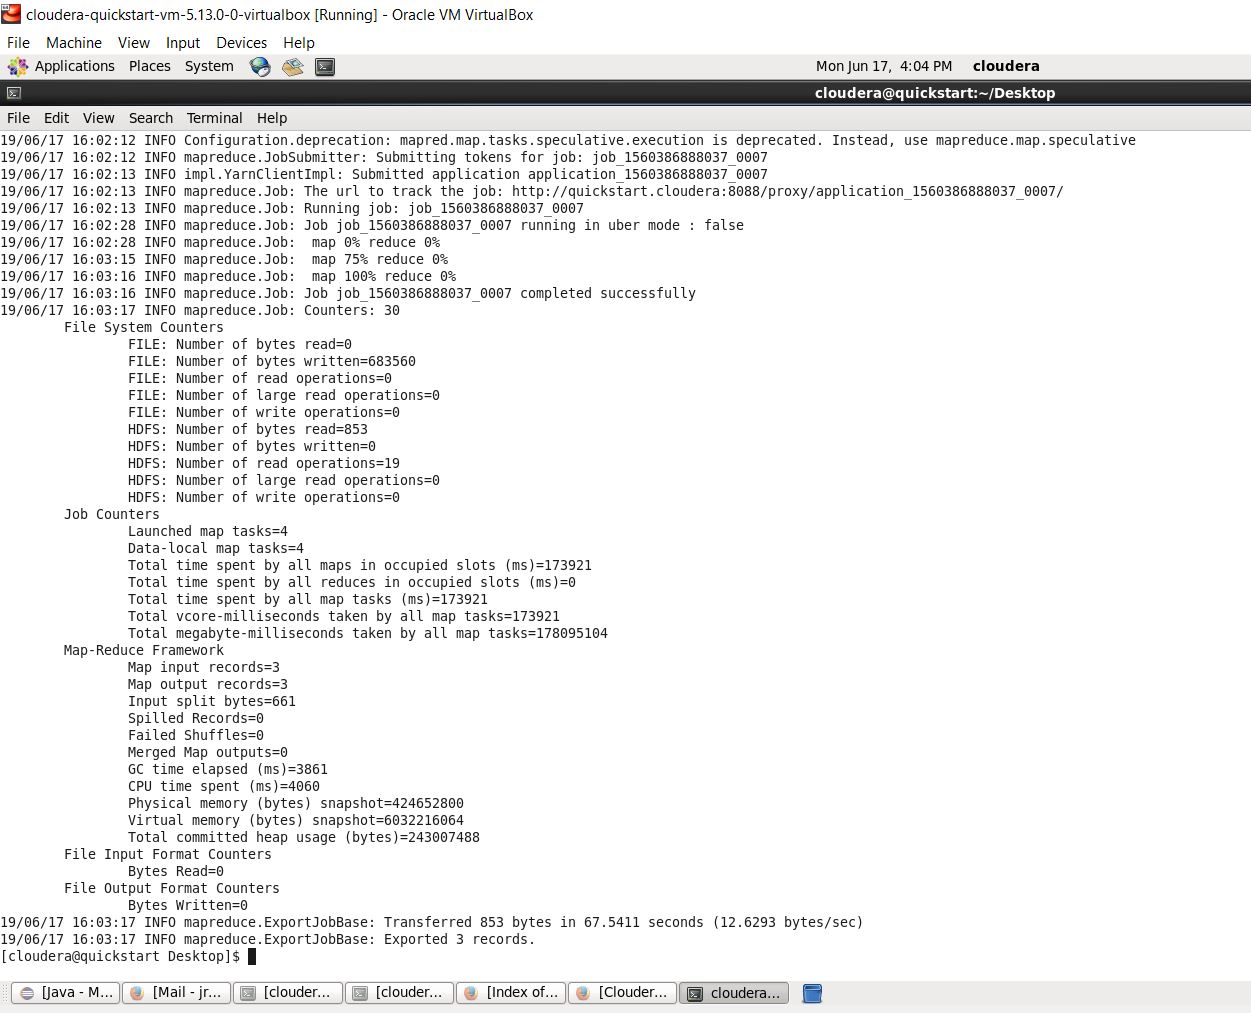 cloudera-quickstart-vm-5.13.0-0-virtualbox [Running] - Oracle VM VirtualBox
File Machine View Input Devices Help
Applications Places System Mon Jun 17, 4:04 PM cloudera
cloudera@quickstart:~/Desktop
File Edit View Search Terminal Help
19/06/17 16:02:12 INFO Configuration.deprecation: mapred.map.tasks.speculative.execution is deprecated. Instead, use mapreduce.map.speculative
19/06/17 16:02:12 INFO mapreduce.JobSubmitter: Submitting tokens for job: job_1560386888037_0007
19/06/17 16:02:13 INFO impl.YarnClientImpl: Submitted application application_1560386888037_0007
19/06/17 16:02:13 INFO mapreduce.Job: The url to track the job: http://quickstart.cloudera:8088/proxy/application_1560386888037_0007/
19/06/17 16:02:13 INFO mapreduce.Job: Running job: job_1560386888037_0007
19/06/17 16:02:28 INFO mapreduce.Job: Job job_1560386888037_0007 running in uber mode : false
19/06/17 16:02:28 INFO mapreduce.Job:  map 0% reduce 0%
19/06/17 16:03:15 INFO mapreduce.Job:  map 75% reduce 0%
19/06/17 16:03:16 INFO mapreduce.Job:  map 100% reduce 0%
19/06/17 16:03:16 INFO mapreduce.Job: Job job_1560386888037_0007 completed successfully
19/06/17 16:03:17 INFO mapreduce.Job: Counters: 30
File System Counters
FILE: Number of bytes read=0
FILE: Number of bytes written=683560
FILE: Number of read operations=0
FILE: Number of large read operations=0
FILE: Number of write operations=0
HDFS: Number of bytes read=853
HDFS: Number of bytes written=0
HDFS: Number of read operations=19
HDFS: Number of large read operations=0
HDFS: Number of write operations=0
Job Counters
Launched map tasks=4
Data-local map tasks=4
Total time spent by all maps in occupied slots (ms)=173921
Total time spent by all reduces in occupied slots (ms)=0
Total time spent by all map tasks (ms)=173921
Total vcore-milliseconds taken by all map tasks=173921
Total megabyte-milliseconds taken by all map tasks=178095104
Map-Reduce Framework
Map input records=3
Map output records=3
Input split bytes=661
Spilled Records=0
Failed Shuffles=0
Merged Map outputs=0
GC time elapsed (ms)=3861
CPU time spent (ms)=4060
Physical memory (bytes) snapshot=424652800
Virtual memory (bytes) snapshot=6032216064
Total committed heap usage (bytes)=243007488
File Input Format Counters
Bytes Read=0
File Output Format Counters
Bytes Written=0
19/06/17 16:03:17 INFO mapreduce.ExportJobBase: Transferred 853 bytes in 67.5411 seconds (12.6293 bytes/sec)
19/06/17 16:03:17 INFO mapreduce.ExportJobBase: Exported 3 records.
[cloudera@quickstart Desktop]$
[Java - M... [Mail - jr... [clouder... [clouder... [Index of... [Clouder... cloudera...